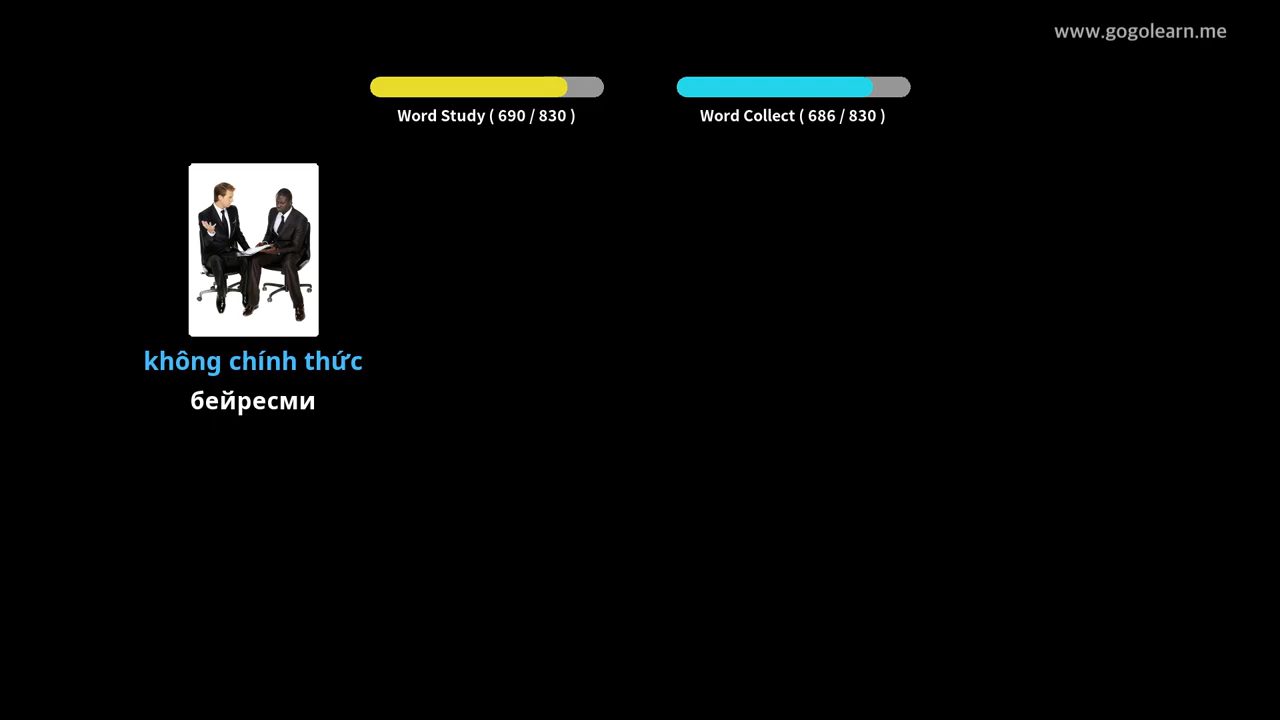 www.gogolearn.me
Word Study ( 690 / 830 )
Word Collect ( 686 / 830 )
không chính thức
бейресми